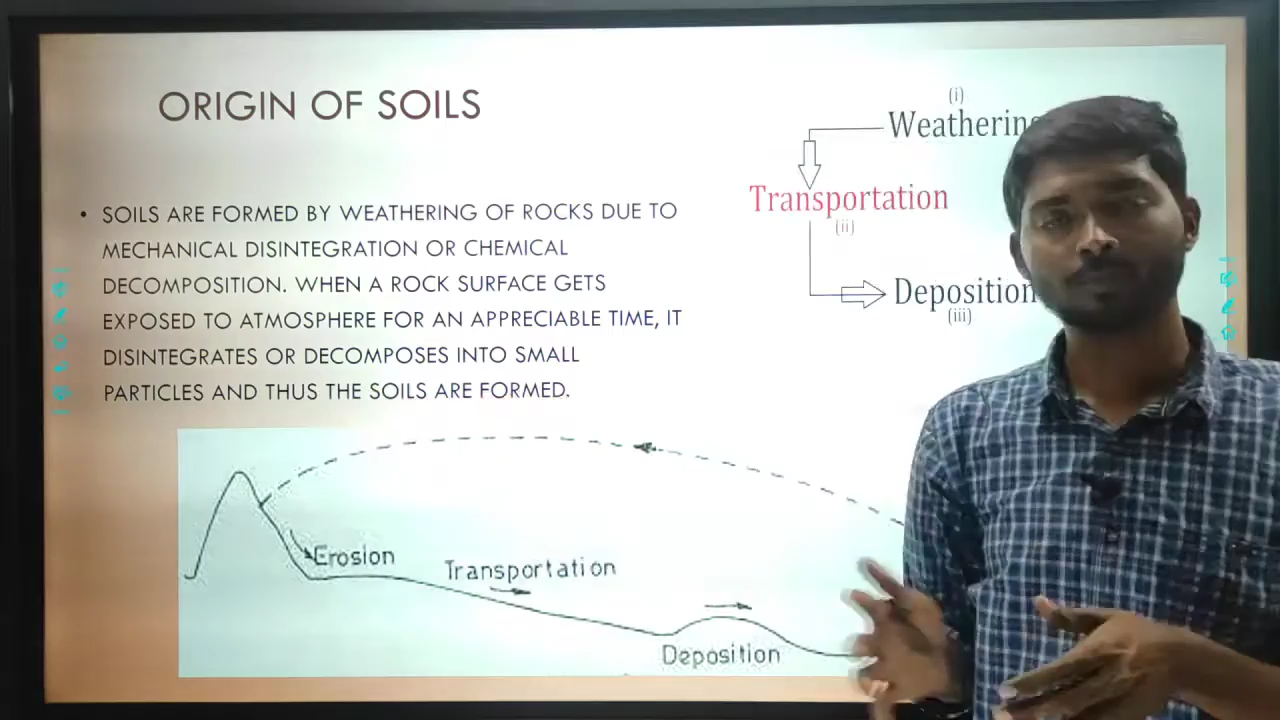 ORIGIN OF SOILS
• SOILS ARE FORMED BY WEATHERING OF ROCKS DUE TO
MECHANICAL DISINTEGRATION OR CHEMICAL
DECOMPOSITION. WHEN A ROCK SURFACE GETS
EXPOSED TO ATMOSPHERE FOR AN APPRECIABLE TIME, IT
DISINTEGRATES OR DECOMPOSES INTO SMALL
PARTICLES AND THUS THE SOILS ARE FORMED.
(i)
Weathering
Transportation
(ii)
Deposition
(iii)
Erosion
Transportation
Deposition